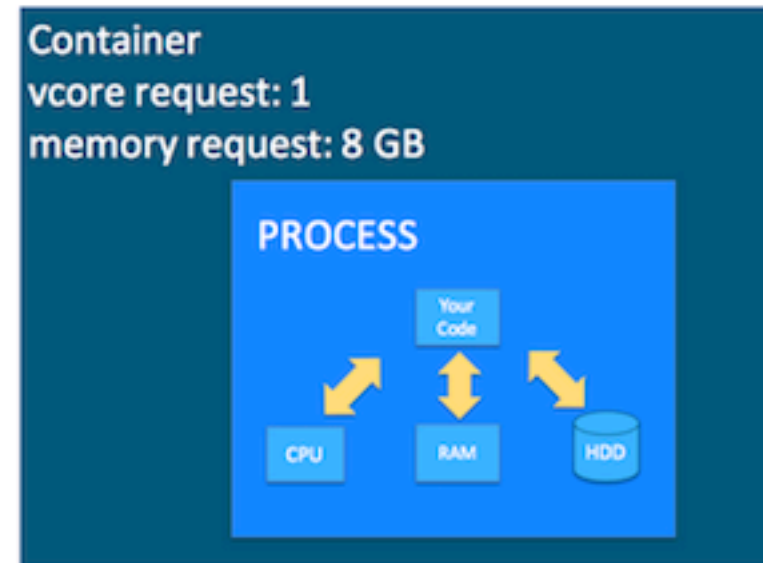 Container
vcore request: 1
memory request: 8 GB
PROCESS
Your
Code
CPU
RAM
HDD